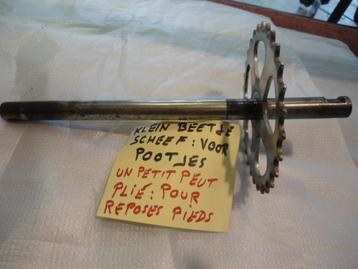 KLEIN BEETJE
SCHEEF: VOOR
POOTJES
UN PETIT PEUT
PLIÉ: POUR
REPOSES PIEDS